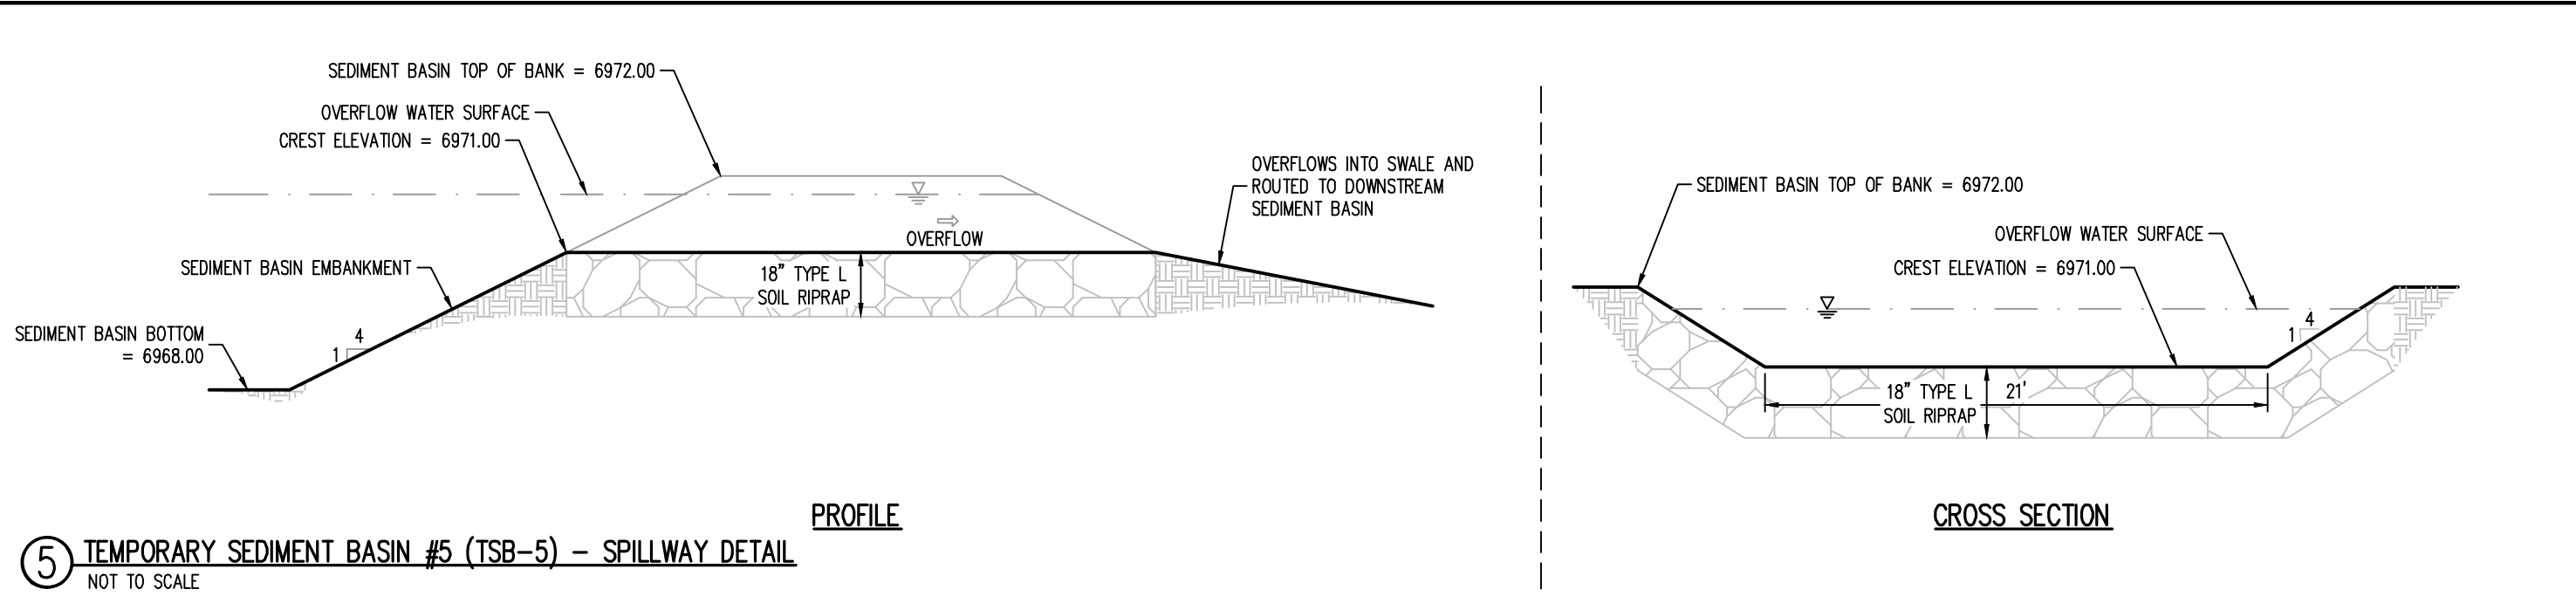 SEDIMENT BASIN TOP OF BANK = 6972.00
OVERFLOW WATER SURFACE
CREST ELEVATION = 6971.00
OVERFLOWS INTO SWALE AND
ROUTED TO DOWNSTREAM
SEDIMENT BASIN
OVERFLOW
SEDIMENT BASIN EMBANKMENT
18" TYPE L
SOIL RIPRAP
SEDIMENT BASIN BOTTOM
= 6968.00
4
1
PROFILE
SEDIMENT BASIN TOP OF BANK = 6972.00
OVERFLOW WATER SURFACE
CREST ELEVATION = 6971.00
4
1
18" TYPE L
SOIL RIPRAP
21'
CROSS SECTION
5
TEMPORARY SEDIMENT BASIN #5 (TSB-5) - SPILLWAY DETAIL
NOT TO SCALE